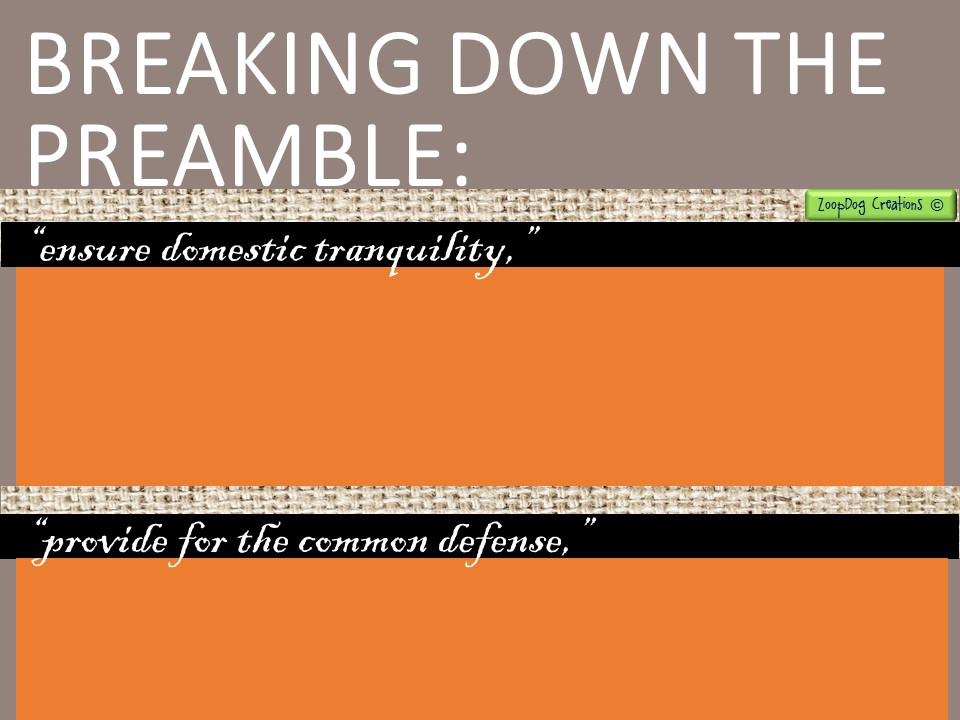 BREAKING DOWN THE
PREAMBLE:
ZoopDog Creations ©
“ensure domestic tranquility,”
“provide for the common defense,”